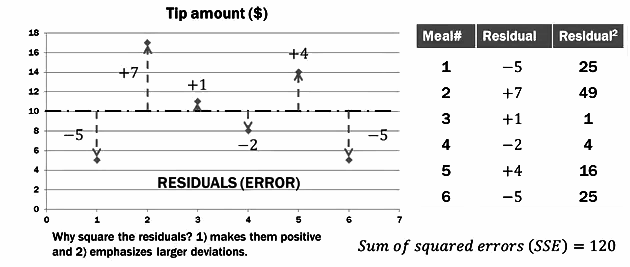 Tip amount ($)
18
16
14
12
10
8
6
4
2
0
0 1 2 3 4 5 6 7
−5
+7
+1
−2
+4
−5
RESIDUALS (ERROR)
Why square the residuals? 1) makes them positive
and 2) emphasizes larger deviations.
Meal# Residual Residual²
1 −5 25
2 +7 49
3 +1 1
4 −2 4
5 +4 16
6 −5 25
Sum of squared errors (SSE) = 120